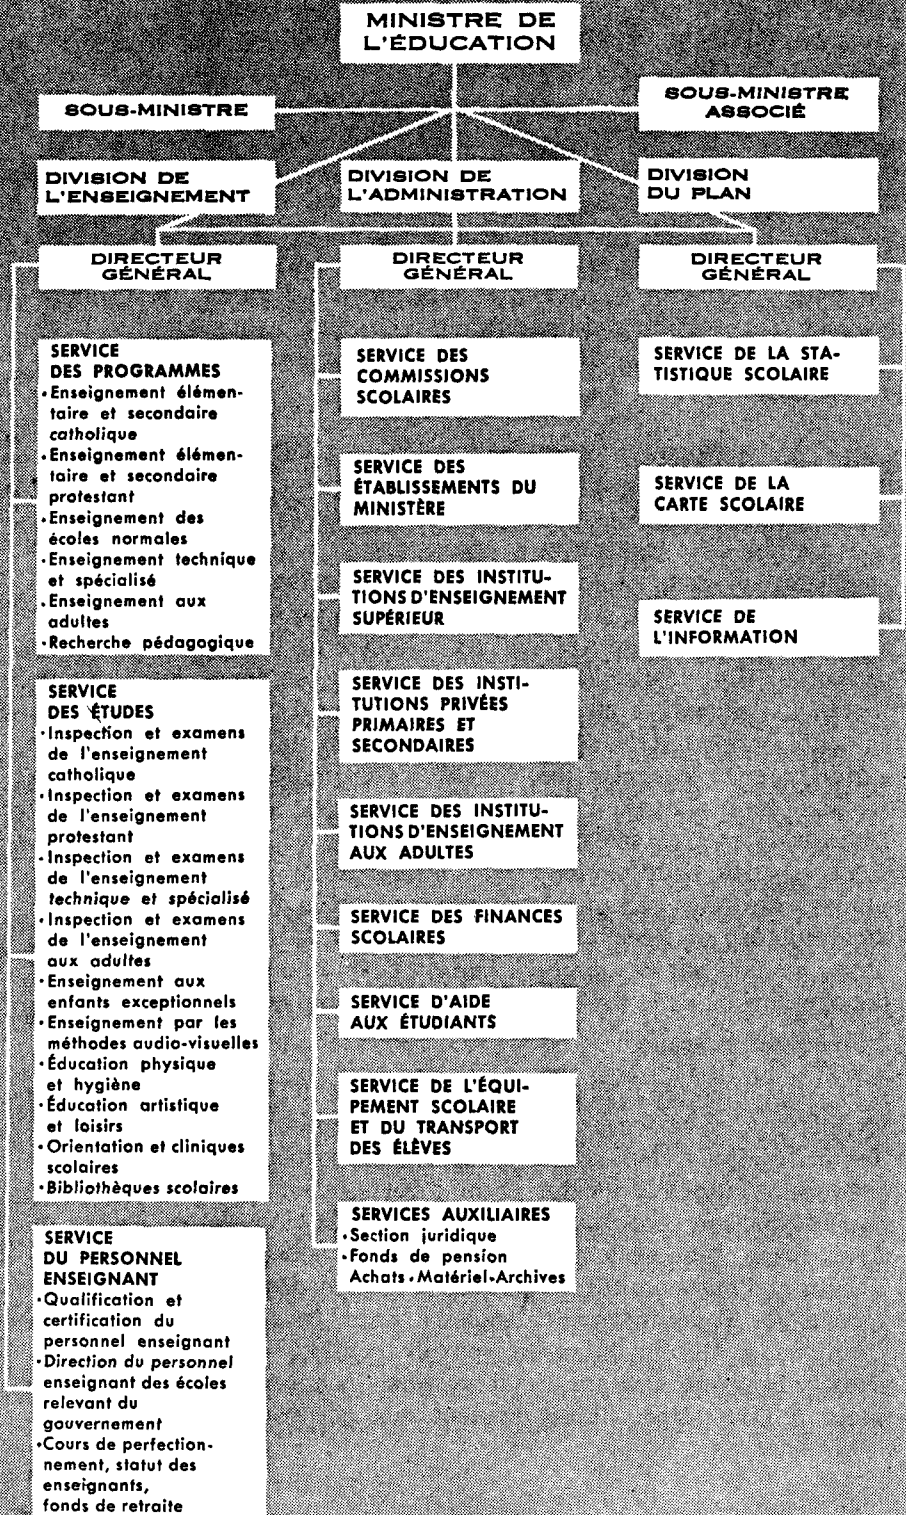 MINISTRE DE
L'ÉDUCATION
SOUS-MINISTRE
SOUS-MINISTRE
ASSOCIÉ
DIVISION DE
L'ENSEIGNEMENT
DIVISION DE
L'ADMINISTRATION
DIVISION
DU PLAN
DIRECTEUR
GÉNÉRAL
DIRECTEUR
GÉNÉRAL
DIRECTEUR
GÉNÉRAL
SERVICE
DES PROGRAMMES
•Enseignement élémen-
taire et secondaire
catholique
•Enseignement élémen-
taire et secondaire
protestant
•Enseignement des
écoles normales
•Enseignement technique
et spécialisé
•Enseignement aux
adultes
•Recherche pédagogique
SERVICE
DES ÉTUDES
•Inspection et examens
de l'enseignement
catholique
•Inspection et examens
de l'enseignement
protestant
•Inspection et examens
de l'enseignement
technique et spécialisé
•Inspection et examens
de l'enseignement
aux adultes
•Enseignement aux
enfants exceptionnels
•Enseignement par les
méthodes audio-visuelles
•Éducation physique
et hygiène
•Éducation artistique
et loisirs
•Orientation et cliniques
scolaires
•Bibliothèques scolaires
SERVICE
DU PERSONNEL
ENSEIGNANT
•Qualification et
certification du
personnel enseignant
•Direction du personnel
enseignant des écoles
relevant du
gouvernement
•Cours de perfection-
nement, statut des
enseignants,
fonds de retraite
SERVICE DES
COMMISSIONS
SCOLAIRES
SERVICE DES
ÉTABLISSEMENTS DU
MINISTÈRE
SERVICE DES INSTITU-
TIONS D'ENSEIGNEMENT
SUPÉRIEUR
SERVICE DES INSTI-
TUTIONS PRIVÉES
PRIMAIRES ET
SECONDAIRES
SERVICE DES INSTITU-
TIONS D'ENSEIGNEMENT
AUX ADULTES
SERVICE DES FINANCES
SCOLAIRES
SERVICE D'AIDE
AUX ÉTUDIANTS
SERVICE DE L'ÉQUI-
PEMENT SCOLAIRE
ET DU TRANSPORT
DES ÉLÈVES
SERVICES AUXILIAIRES
•Section juridique
•Fonds de pension
Achats•Matériel•Archives
SERVICE DE LA STA-
TISTIQUE SCOLAIRE
SERVICE DE LA
CARTE SCOLAIRE
SERVICE DE
L'INFORMATION